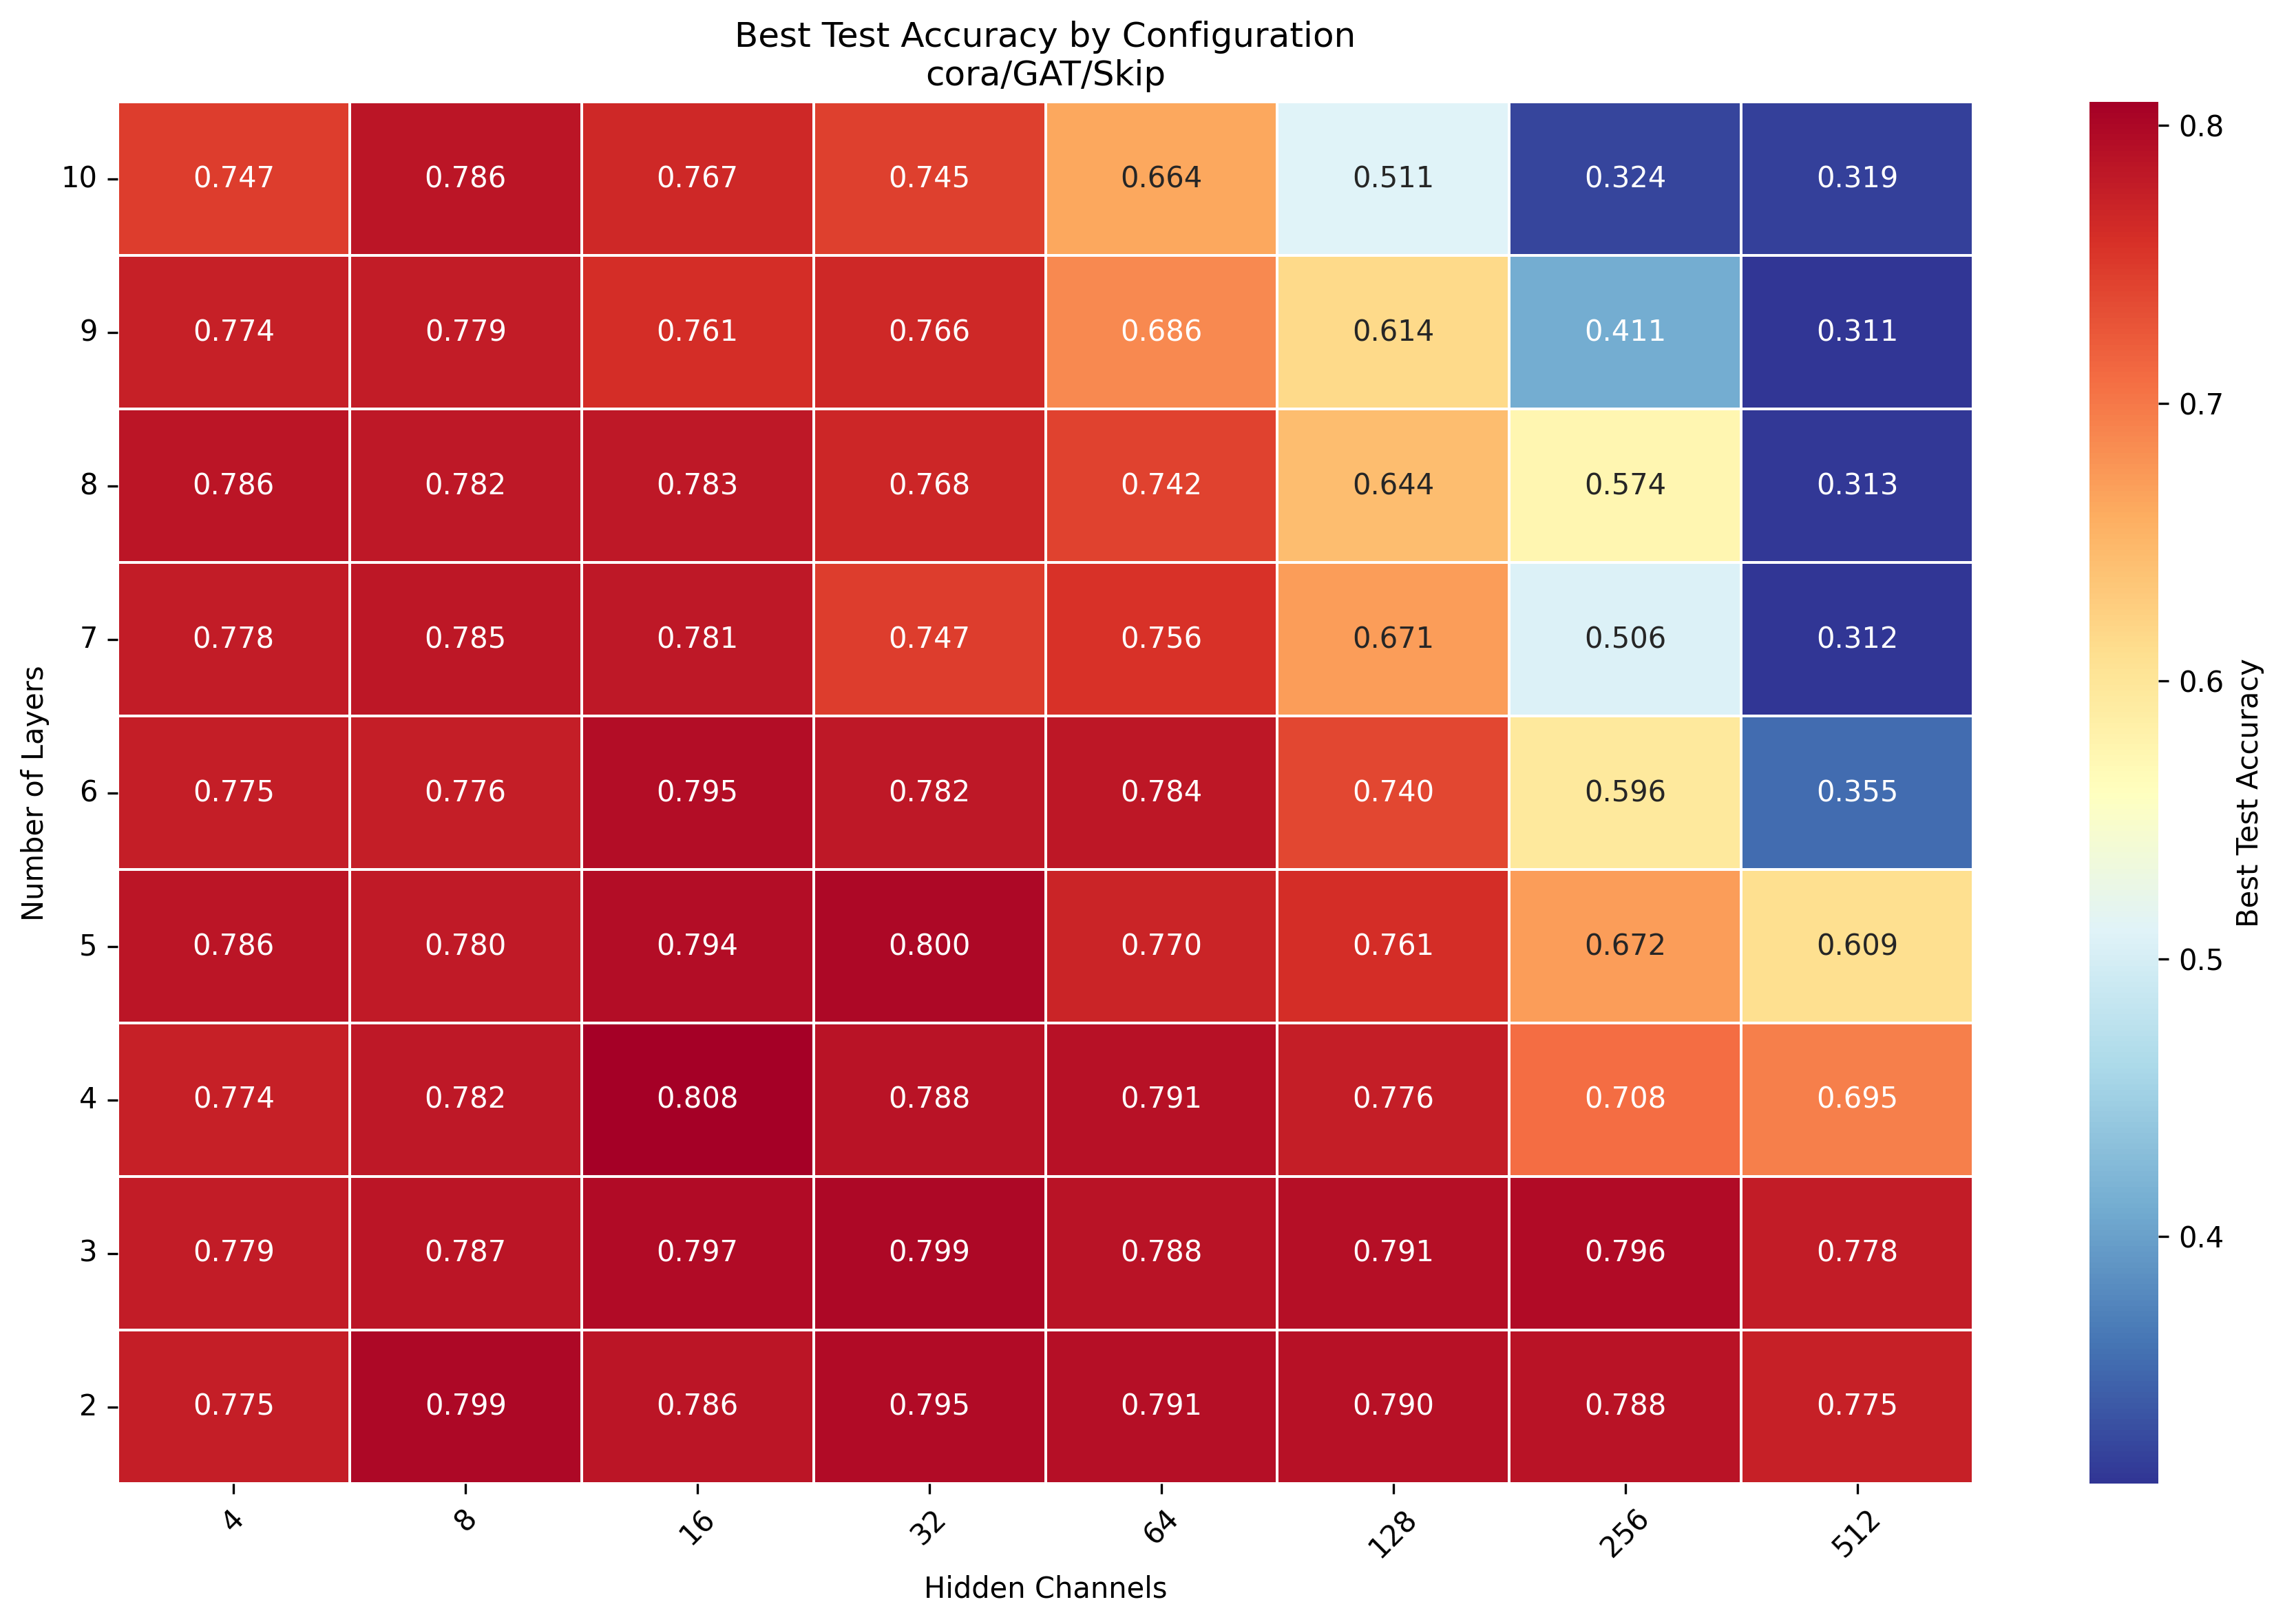 Best Test Accuracy by Configuration
cora/GAT/Skip
Number of Layers
10 0.747 0.786 0.767 0.745 0.664 0.511 0.324 0.319
9 0.774 0.779 0.761 0.766 0.686 0.614 0.411 0.311
8 0.786 0.782 0.783 0.768 0.742 0.644 0.574 0.313
7 0.778 0.785 0.781 0.747 0.756 0.671 0.506 0.312
6 0.775 0.776 0.795 0.782 0.784 0.740 0.596 0.355
5 0.786 0.780 0.794 0.800 0.770 0.761 0.672 0.609
4 0.774 0.782 0.808 0.788 0.791 0.776 0.708 0.695
3 0.779 0.787 0.797 0.799 0.788 0.791 0.796 0.778
2 0.775 0.799 0.786 0.795 0.791 0.790 0.788 0.775
4 8 16 32 64 128 256 512
Hidden Channels
0.8
0.7
0.6
0.5
0.4
Best Test Accuracy